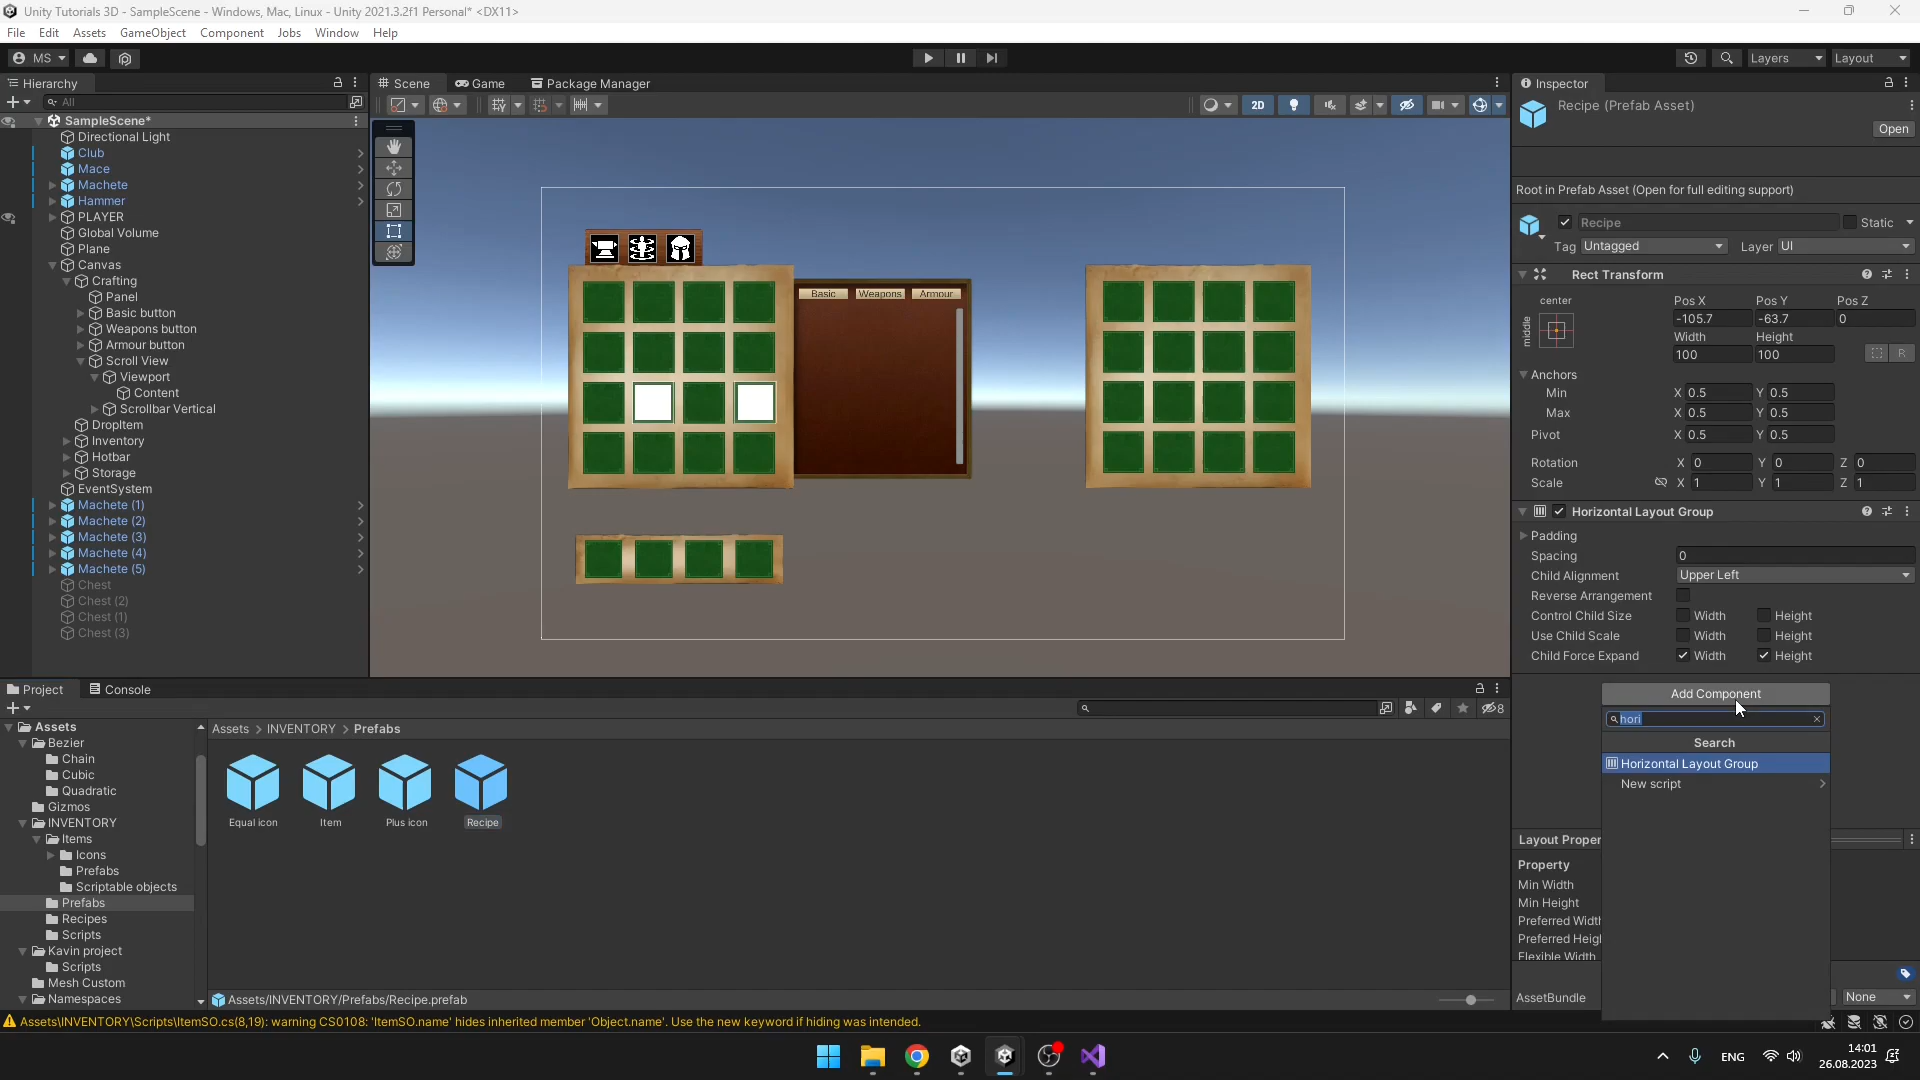 Unity Tutorials 3D - SampleScene - Windows, Mac, Linux - Unity 2021.3.2f1 Personal* <DX11>
File Edit Assets GameObject Component Jobs Window Help
MS
Layers Layout
Hierarchy
Scene Game Package Manager
Inspector
All
2D
Recipe (Prefab Asset)
Open
SampleScene*
Directional Light
Club
Mace
Machete
Hammer
PLAYER
Global Volume
Plane
Canvas
Crafting
Panel
Basic button
Weapons button
Armour button
Scroll View
Viewport
Content
Scrollbar Vertical
DropItem
Inventory
Hotbar
Storage
EventSystem
Machete (1)
Machete (2)
Machete (3)
Machete (4)
Machete (5)
Chest
Chest (2)
Chest (1)
Chest (3)
Basic Weapons Armour
Root in Prefab Asset (Open for full editing support)
Recipe Static
Tag Untagged Layer UI
Rect Transform
center Pos X Pos Y Pos Z
middle -105.7 -63.7 0
Width Height
100 100 R
Anchors
Min X 0.5 Y 0.5
Max X 0.5 Y 0.5
Pivot X 0.5 Y 0.5
Rotation X 0 Y 0 Z 0
Scale X 1 Y 1 Z 1
Horizontal Layout Group
Padding
Spacing 0
Child Alignment Upper Left
Reverse Arrangement
Control Child Size Width Height
Use Child Scale Width Height
Child Force Expand Width Height
Add Component
hori
Search
Horizontal Layout Group
New script
Layout Proper
Property
Min Width
Min Height
Preferred Width
Preferred Heigh
Flexible Width
AssetBundle None
Project Console
8
Assets
Bezier
Chain
Cubic
Quadratic
Gizmos
INVENTORY
Items
Icons
Prefabs
Scriptable objects
Prefabs
Recipes
Scripts
Kavin project
Scripts
Mesh Custom
Namespaces
Assets > INVENTORY > Prefabs
Equal icon Item Plus icon Recipe
Assets/INVENTORY/Prefabs/Recipe.prefab
Assets\INVENTORY\Scripts\ItemSO.cs(8,19): warning CS0108: 'ItemSO.name' hides inherited member 'Object.name'. Use the new keyword if hiding was intended.
ENG
14:01
26.08.2023